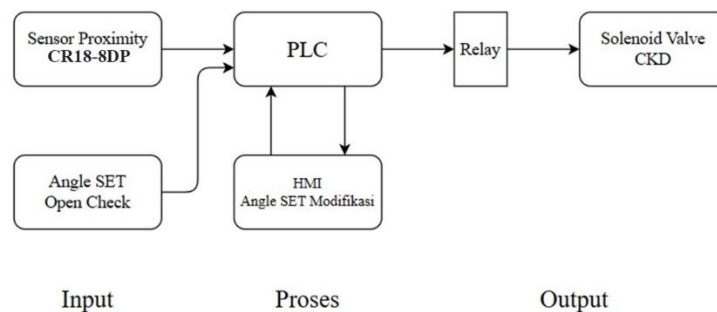 Sensor Proximity
CR18-8DP
PLC
Relay
Solenoid Valve
CKD
Angle SET
Open Check
HMI
Angle SET Modifikasi
Input
Proses
Output